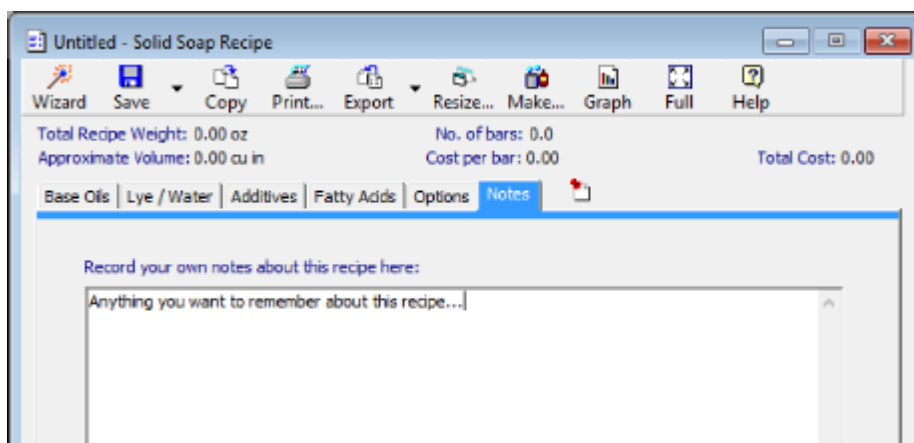 Untitled - Solid Soap Recipe
Wizard Save Copy Print... Export Resize... Make... Graph Full Help
Total Recipe Weight: 0.00 oz No. of bars: 0.0
Approximate Volume: 0.00 cu in Cost per bar: 0.00 Total Cost: 0.00
Base Oils Lye / Water Additives Fatty Acids Options Notes
Record your own notes about this recipe here:
Anything you want to remember about this recipe...